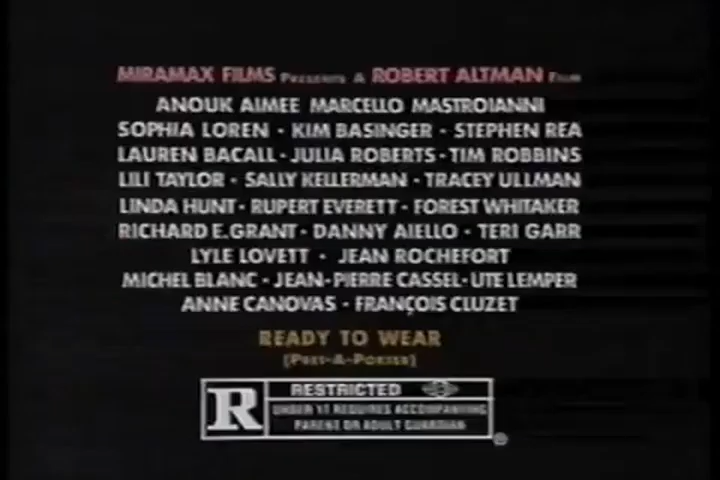 MIRAMAX FILMS PRESENTS A ROBERT ALTMAN FILM
ANOUK AIMEE MARCELLO MASTROIANNI
SOPHIA LOREN - KIM BASINGER - STEPHEN REA
LAUREN BACALL - JULIA ROBERTS - TIM ROBBINS
LILI TAYLOR - SALLY KELLERMAN - TRACEY ULLMAN
LINDA HUNT - RUPERT EVERETT - FOREST WHITAKER
RICHARD E. GRANT - DANNY AIELLO - TERI GARR
LYLE LOVETT - JEAN ROCHEFORT
MICHEL BLANC - JEAN-PIERRE CASSEL - UTE LEMPER
ANNE CANOVAS - FRANÇOIS CLUZET
READY TO WEAR
(PRET-A-PORTER)
R RESTRICTED
UNDER 17 REQUIRES ACCOMPANYING
PARENT OR ADULT GUARDIAN
®